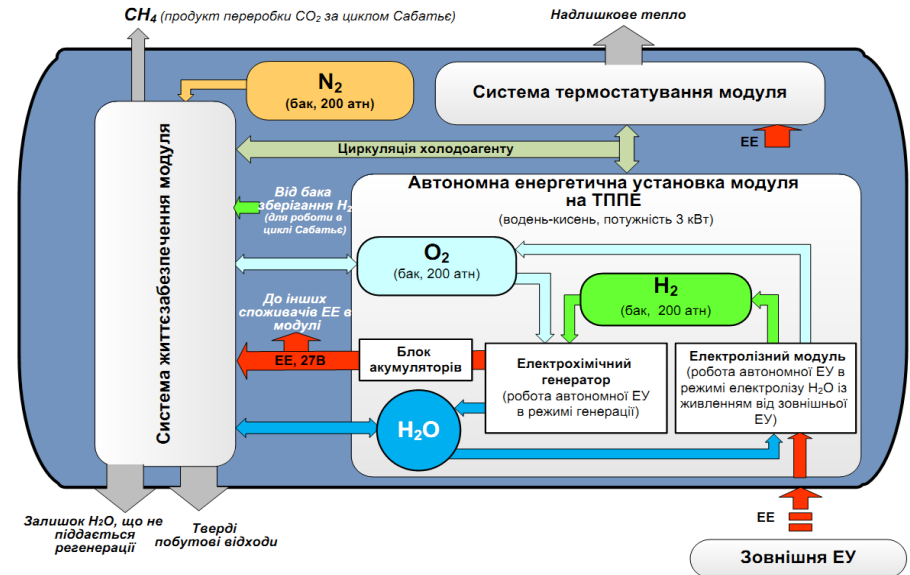 CH₄ (продукт переробки CO₂ за циклом Сабатьє)
Надлишкове тепло
N₂
(бак, 200 атн)
Система термостатування модуля
ЕЕ
Циркуляція холодоагенту
Система життєзабезпечення модуля
Від бака
зберігання H₂
(для роботи в
циклі Сабатьє)
Автономна енергетична установка модуля
на ТППЕ
(водень-кисень, потужність 3 кВт)
O₂
(бак, 200 атн)
H₂
(бак, 200 атн)
До інших
споживачів ЕЕ в
модулі
ЕЕ, 27В
Блок
акумуляторів
Електрохімічний
генератор
(робота автономної ЕУ
в режимі генерації)
Електролізний модуль
(робота автономної ЕУ в
режимі електролізу H₂O із
живленням від зовнішньої
ЕУ)
H₂O
Залишок H₂O, що не
піддається
регенерації
Тверді
побутові відходи
ЕЕ
Зовнішня ЕУ